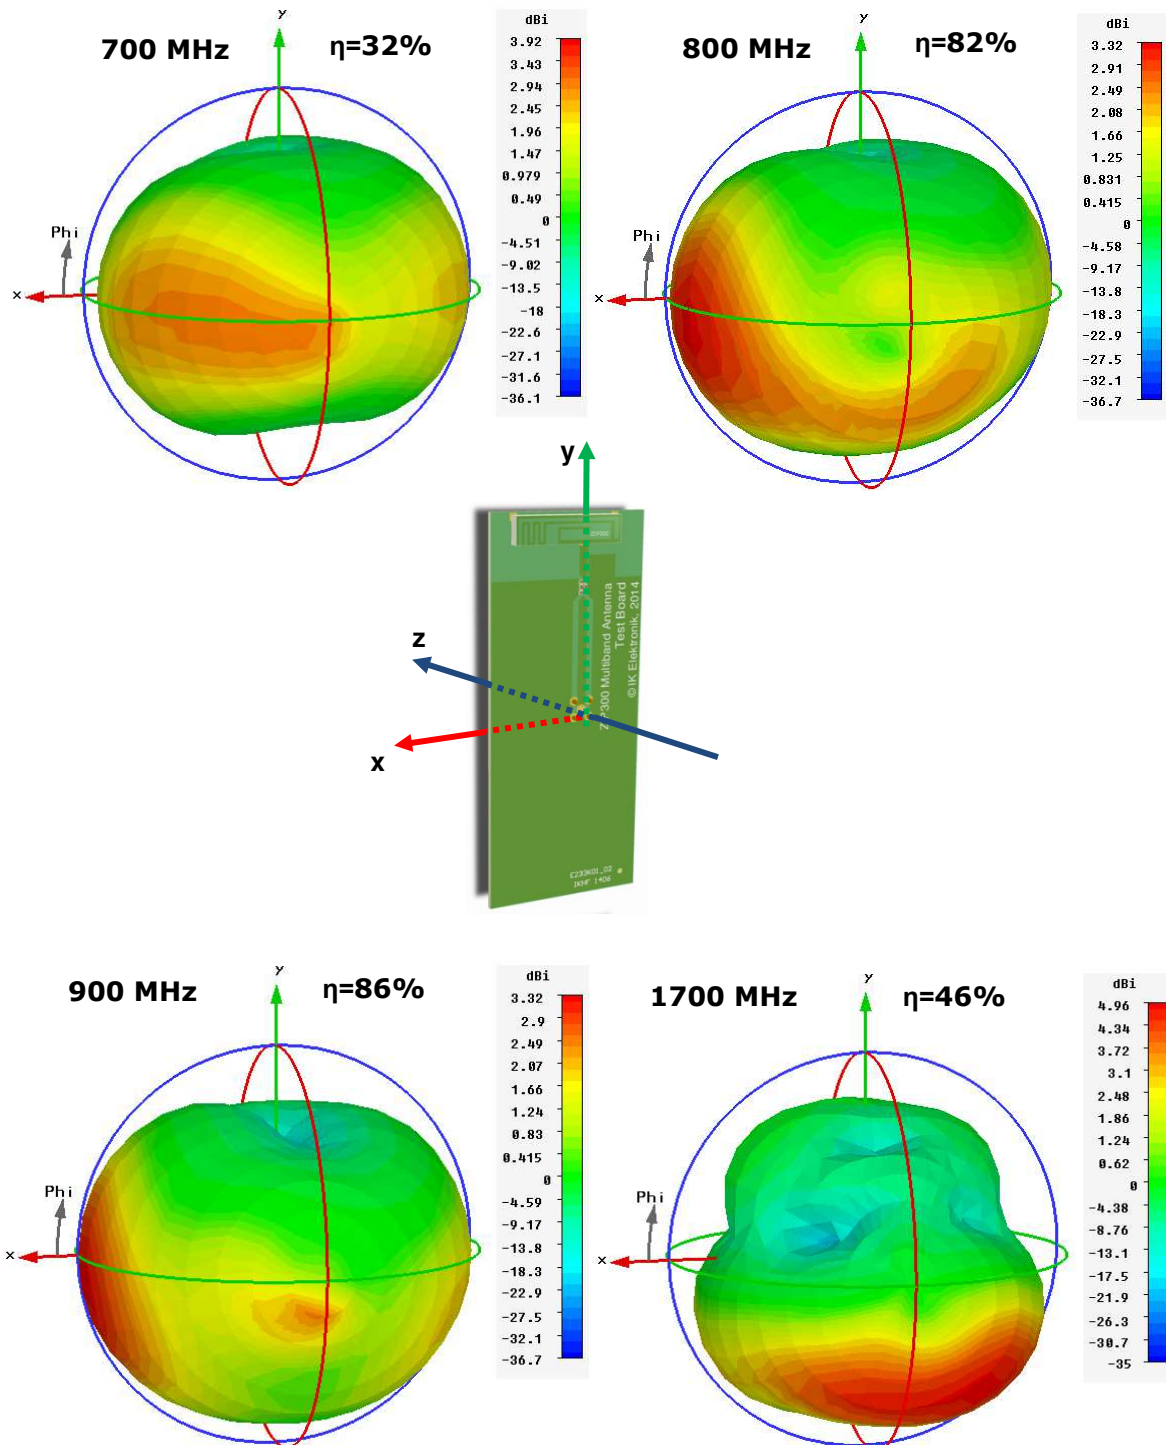 y
dBi
700 MHz
η=32%
3.92
3.43
2.94
2.45
1.96
1.47
0.979
0.49
0
-4.51
-9.02
-13.5
-18
-22.6
-27.1
-31.6
-36.1
Phi
x
y
dBi
800 MHz
η=82%
3.32
2.91
2.49
2.08
1.66
1.25
0.831
0.415
0
-4.58
-9.17
-13.8
-18.3
-22.9
-27.5
-32.1
-36.7
Phi
x
y
z
x
Multiband Antenna
Test Board
© IK Elektronik, 2014
E233K01_02
IKHF 1406
y
dBi
900 MHz
η=86%
3.32
2.9
2.49
2.07
1.66
1.24
0.83
0.415
0
-4.59
-9.17
-13.8
-18.3
-22.9
-27.5
-32.1
-36.7
Phi
x
y
dBi
1700 MHz
η=46%
4.96
4.34
3.72
3.1
2.48
1.86
1.24
0.62
0
-4.38
-8.76
-13.1
-17.5
-21.9
-26.3
-30.7
-35
Phi
x